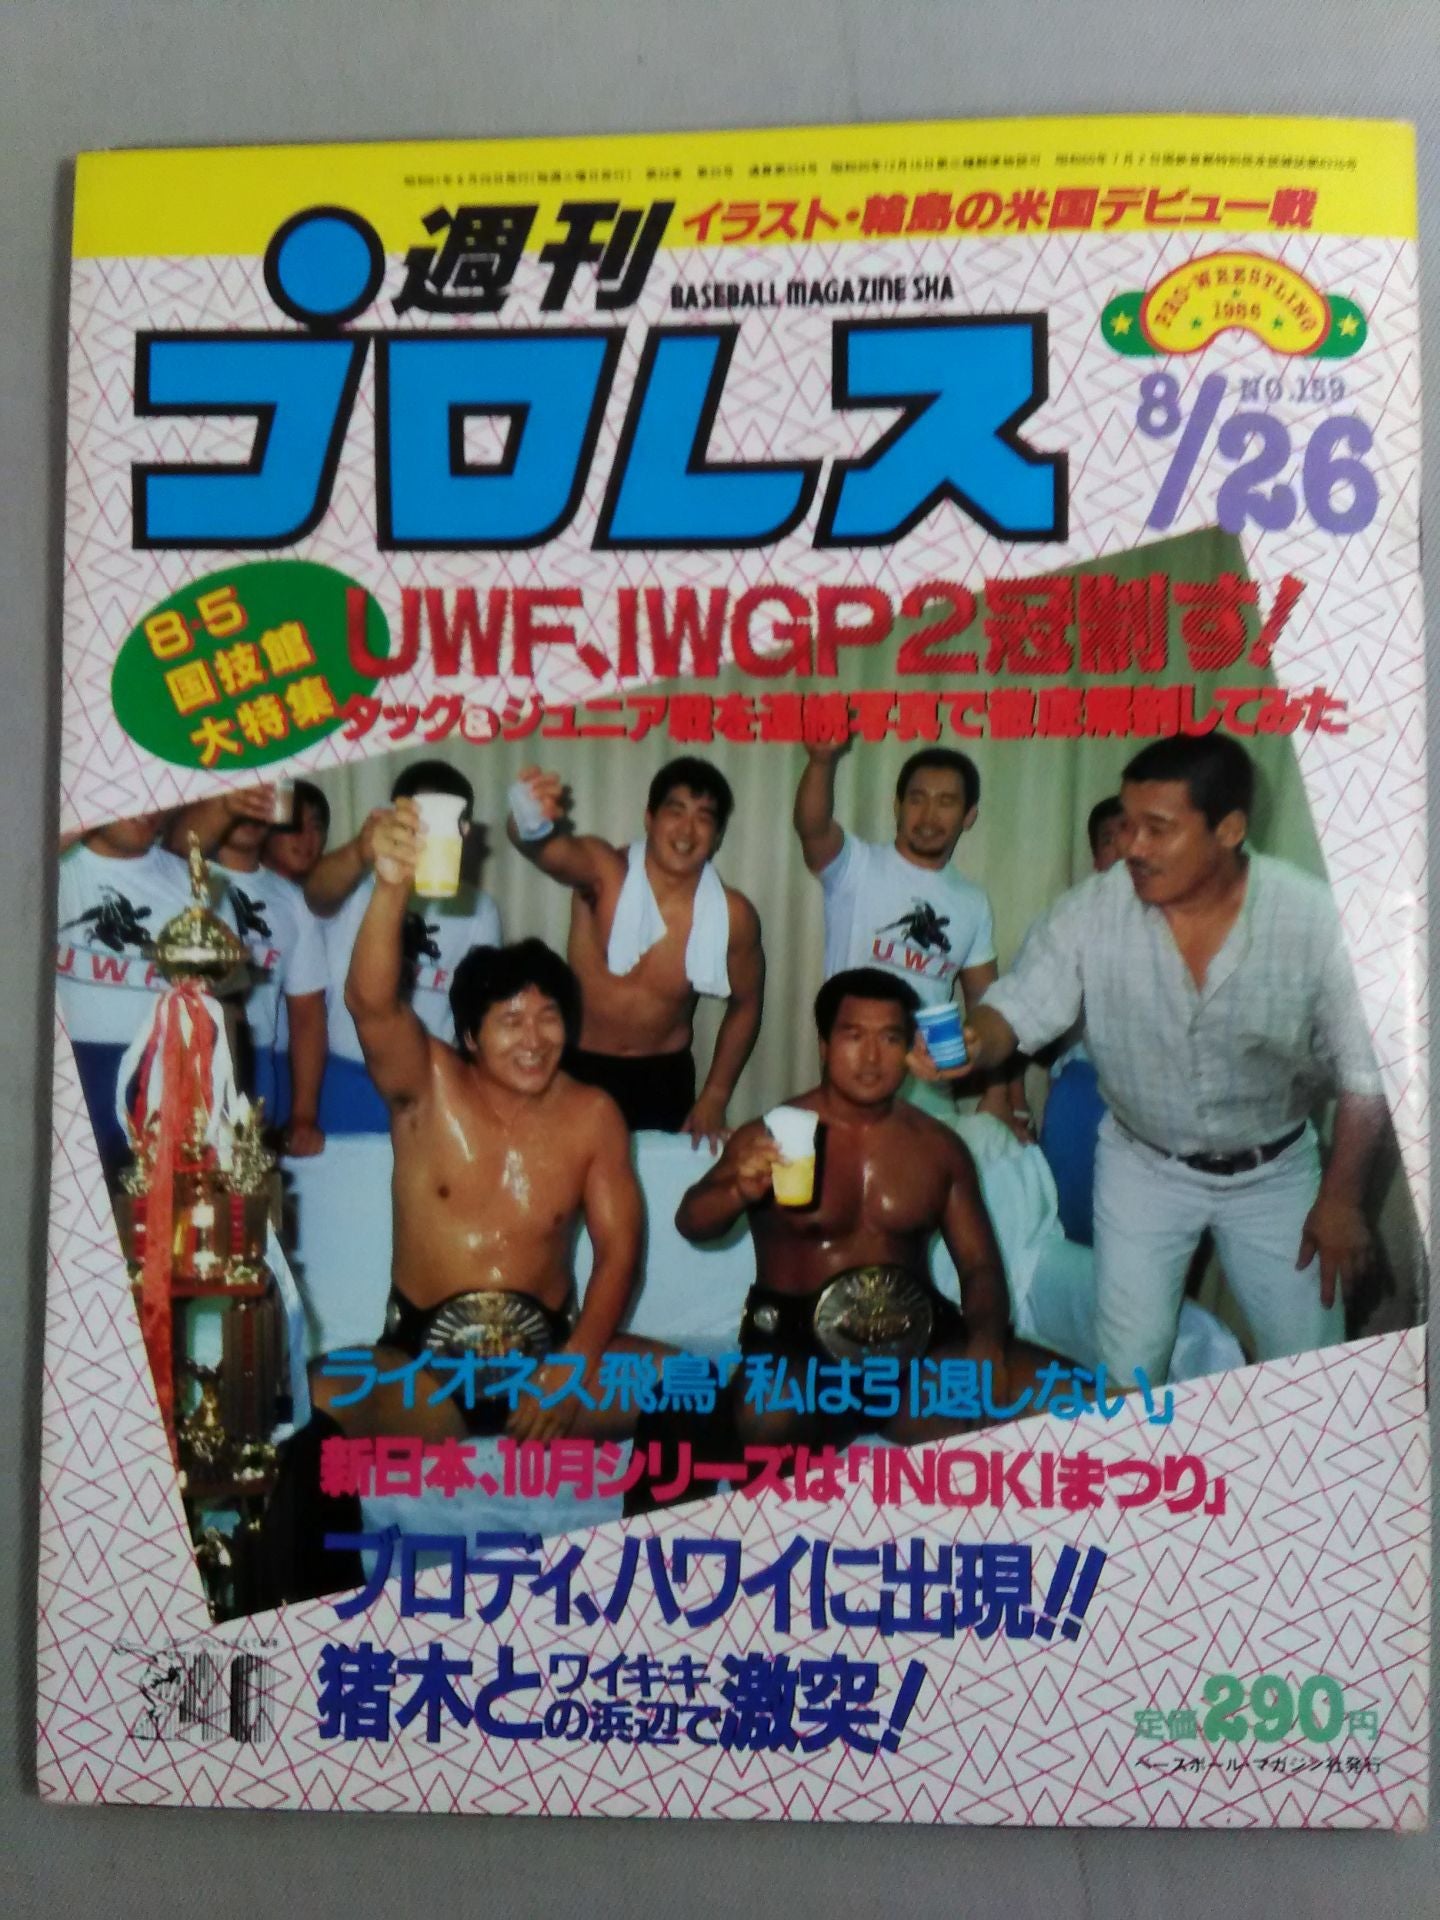 イラスト・輪島の米国デビュー戦
週刊
BASEBALL MAGAZINE SHA
プロレス
PRO-WRESTLING
1986
NO.159
8/26
8・5
国技館
大特集
UWF、IWGP2冠制す!
タッグ&ジュニア戦を連続写真で徹底解剖してみた
UWF
UWF
ライオネス飛鳥「私は引退しない」
新日本、10月シリーズは「INOKIまつり」
ブロディ、ハワイに出現!!
猪木とワイキキの浜辺で激突!
定価290円
ベースボール・マガジン社発行